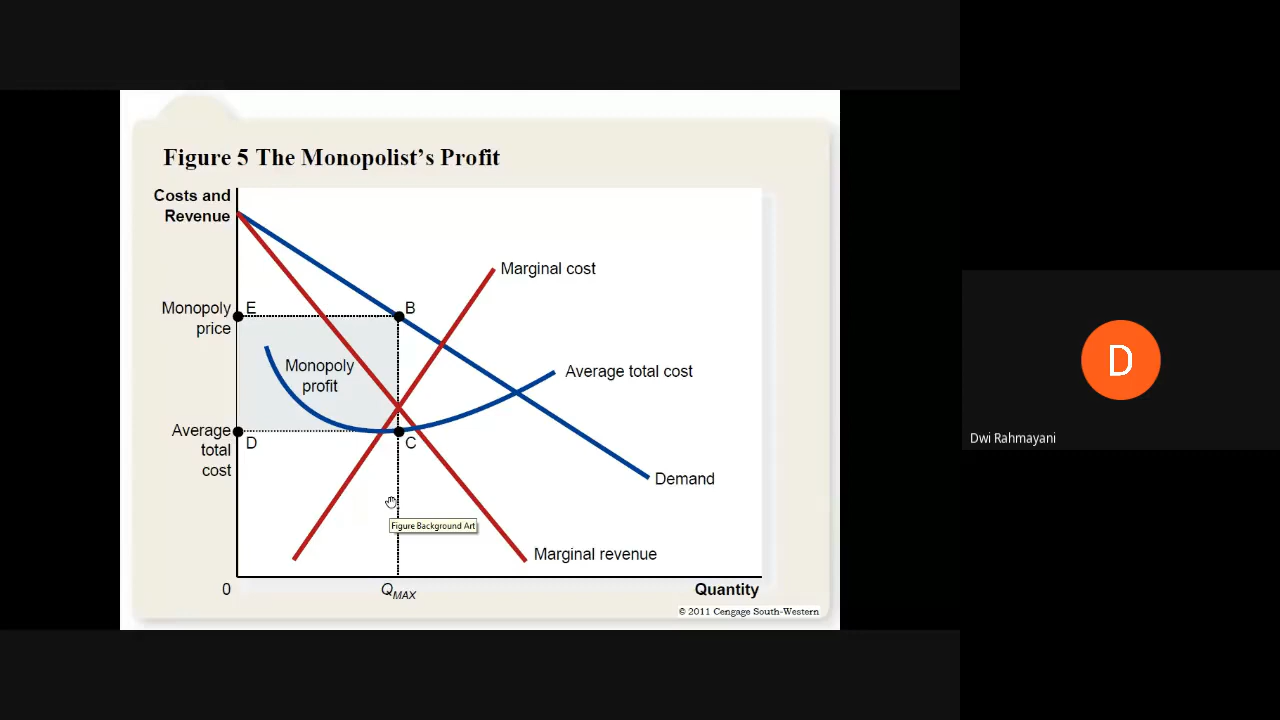 Figure 5 The Monopolist's Profit
Costs and
Revenue
Marginal cost
Monopoly
price
E
B
Monopoly
profit
Average total cost
Average
total
cost
D
C
Demand
Figure Background Art
Marginal revenue
0
QMAX
Quantity
© 2011 Cengage South-Western
D
Dwi Rahmayani